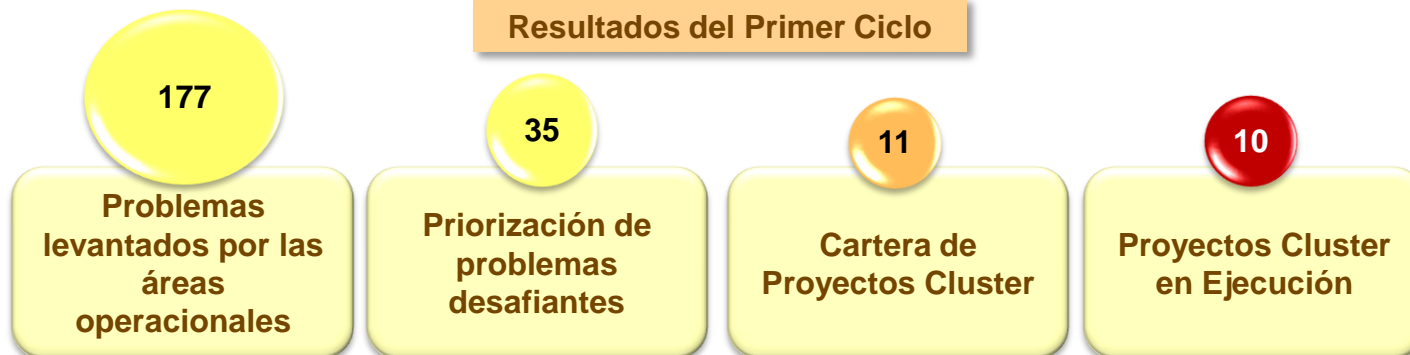 Resultados del Primer Ciclo
177
Problemas
levantados por las
áreas
operacionales
35
Priorización de
problemas
desafiantes
11
Cartera de
Proyectos Cluster
10
Proyectos Cluster
en Ejecución